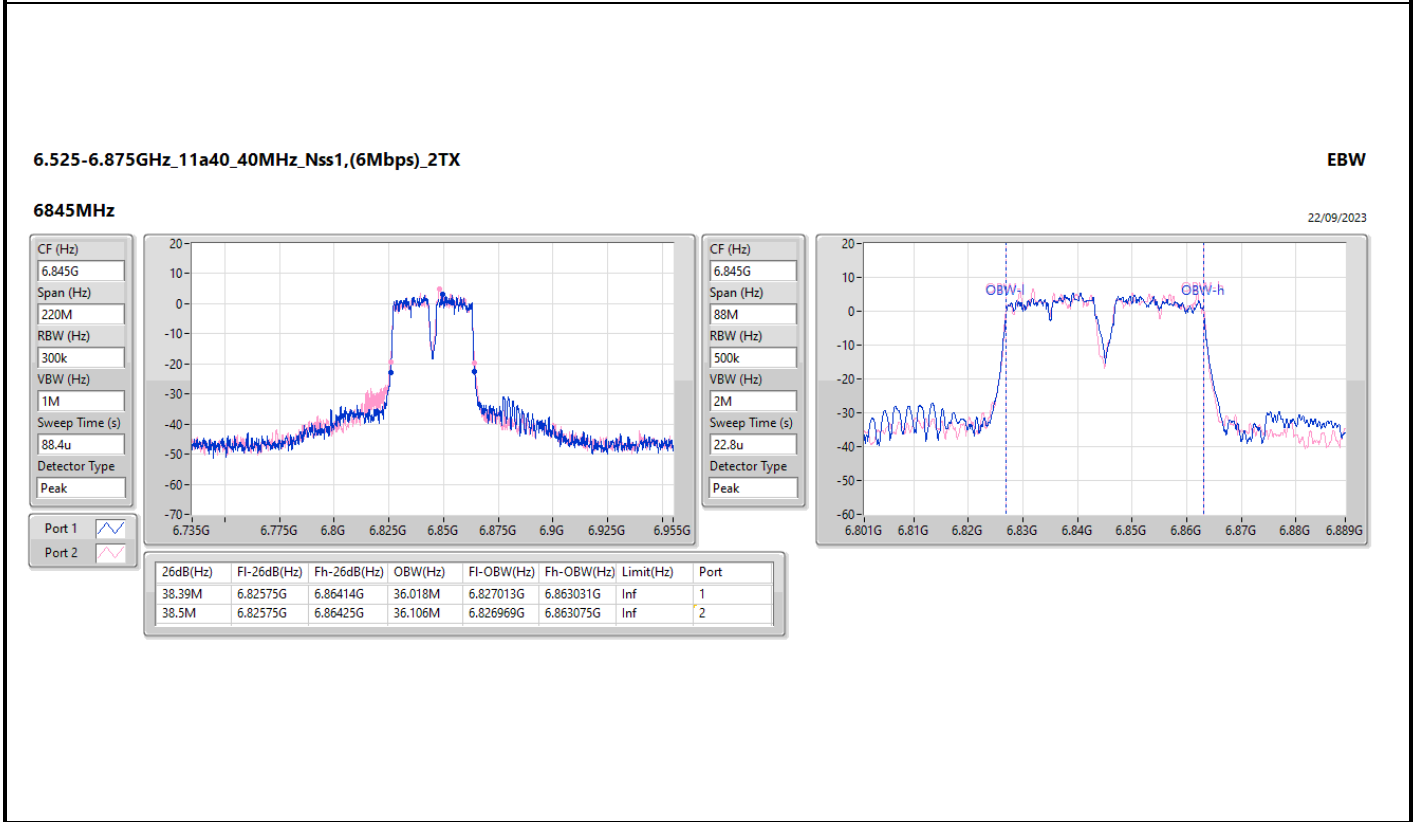 6.525-6.875GHz_11a40_40MHz_Nss1,(6Mbps)_2TX
EBW
6845MHz
22/09/2023
CF (Hz)
6.845G
Span (Hz)
220M
RBW (Hz)
300k
VBW (Hz)
1M
Sweep Time (s)
88.4u
Detector Type
Peak
Port 1
Port 2
20
10
0
-10
-20
-30
-40
-50
-60
-70
6.735G 6.775G 6.8G 6.825G 6.85G 6.875G 6.9G 6.925G 6.955G
CF (Hz)
6.845G
Span (Hz)
88M
RBW (Hz)
500k
VBW (Hz)
2M
Sweep Time (s)
22.8u
Detector Type
Peak
20
10
0
-10
-20
-30
-40
-50
-60
OBW-l OBW-h
6.801G 6.81G 6.82G 6.83G 6.84G 6.85G 6.86G 6.87G 6.88G 6.889G
26dB(Hz) Fl-26dB(Hz) Fh-26dB(Hz) OBW(Hz) Fl-OBW(Hz) Fh-OBW(Hz) Limit(Hz) Port
38.39M 6.82575G 6.86414G 36.018M 6.827013G 6.863031G Inf 1
38.5M 6.82575G 6.86425G 36.106M 6.826969G 6.863075G Inf 2